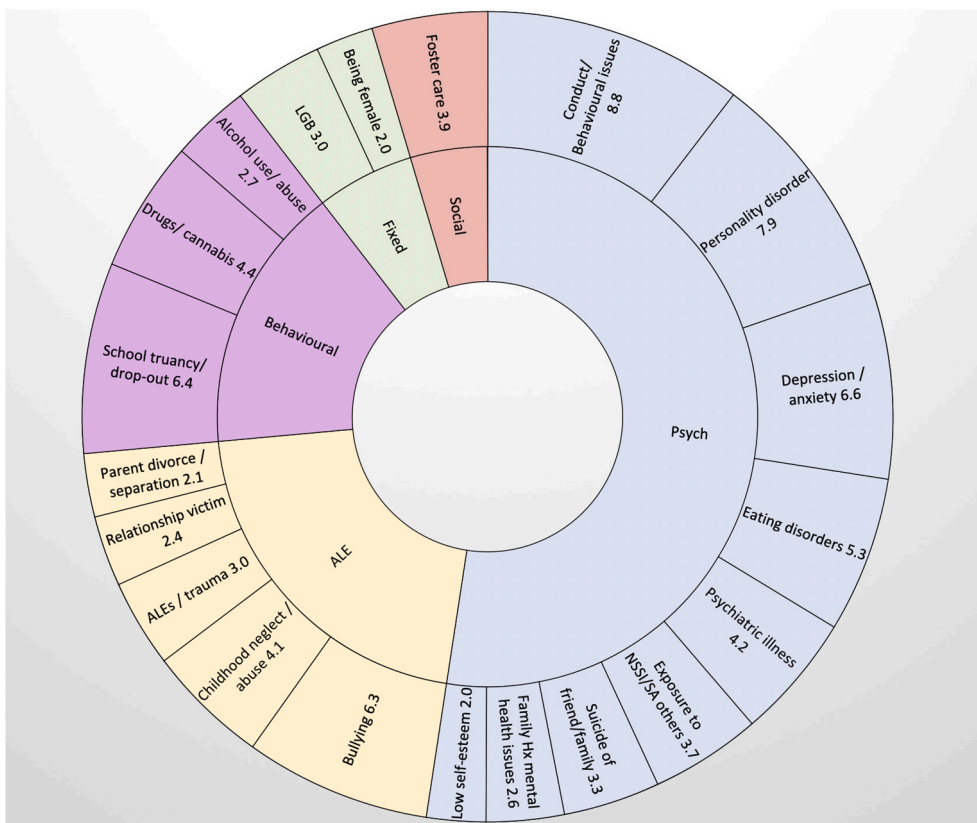 Conduct/
Behavioural issues
8.8
Personality disorder
7.9
Depression /
anxiety 6.6
Eating disorders 5.3
Psychiatric illness
4.2
Exposure to
NSSI/SA others 3.7
Suicide of
friend/family 3.3
Family Hx mental
health issues 2.6
Low self-esteem 2.0
Bullying 6.3
Childhood neglect /
abuse 4.1
ALEs / trauma 3.0
Relationship victim
2.4
Parent divorce /
separation 2.1
School truancy/
drop-out 6.4
Drugs/ cannabis 4.4
Alcohol use/ abuse
2.7
LGB 3.0
Being female 2.0
Foster care 3.9
Psych
ALE
Behavioural
Fixed
Social